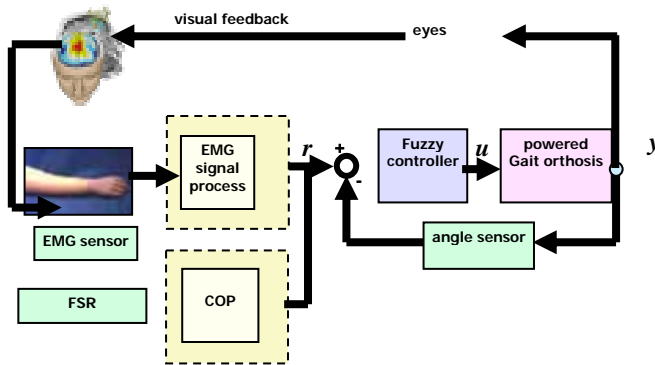 visual feedback
eyes
EMG
signal
process
r
+
-
Fuzzy
controller
u
powered
Gait orthosis
y
EMG sensor
angle sensor
FSR
COP